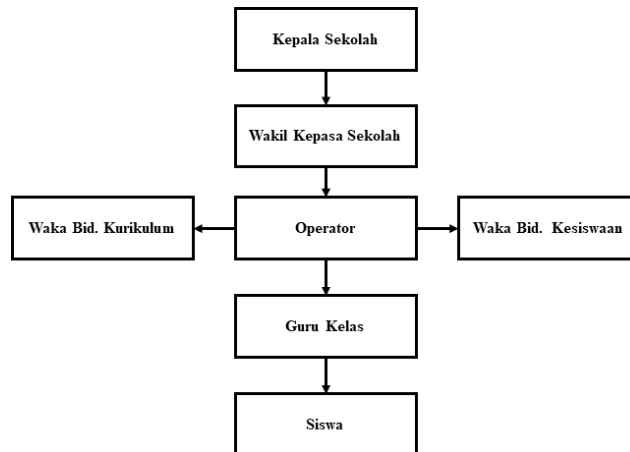 Kepala Sekolah
Wakil Kepasa Sekolah
Waka Bid. Kurikulum
Operator
Waka Bid. Kesiswaan
Guru Kelas
Siswa